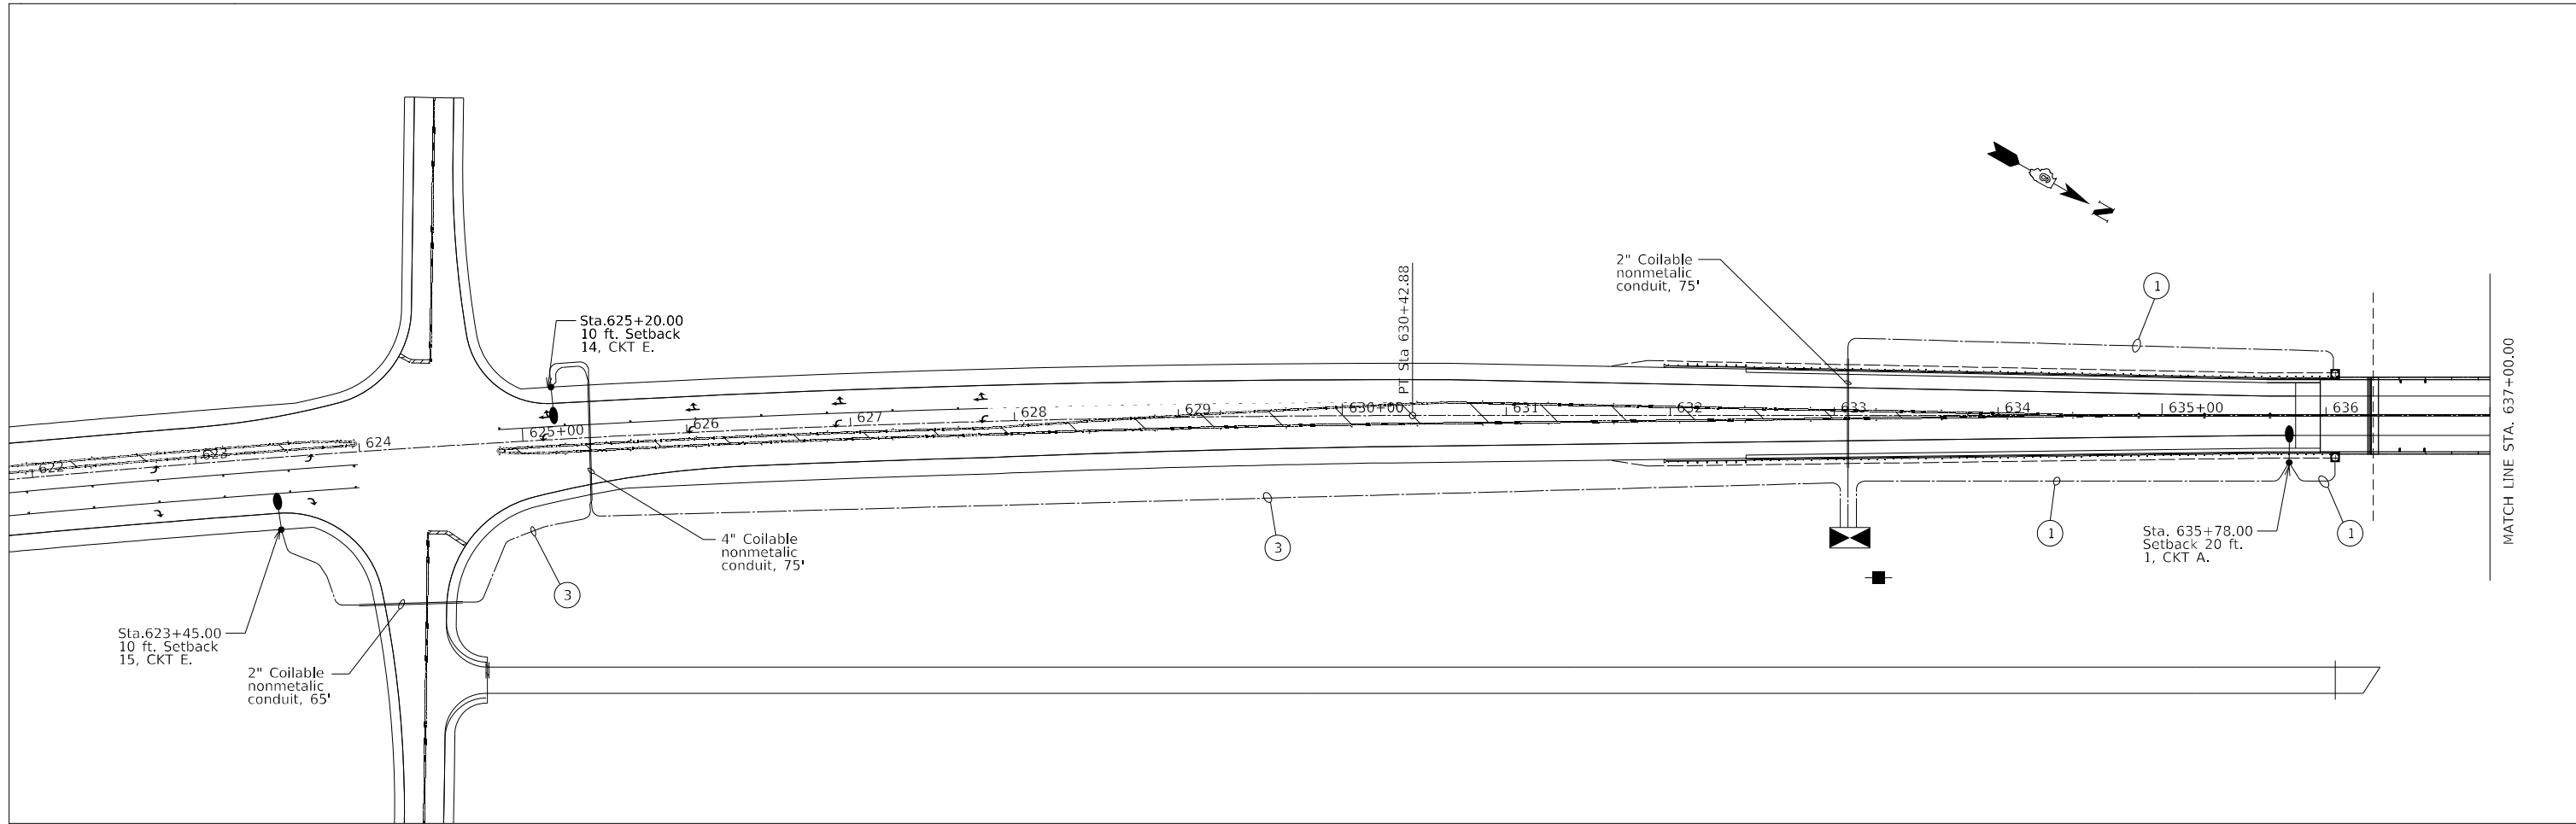 Sta.625+20.00
10 ft. Setback
14, CKT E.
PT Sta 630+42.88
2" Coilable
nonmetalic
conduit, 75'
1
N
MATCH LINE STA. 637+00.00
622
623
624
625+00
626
627
628
629
630+00
631
632
633
634
635+00
636
4" Coilable
nonmetalic
conduit, 75'
3
3
1
Sta. 635+78.00
Setback 20 ft.
1, CKT A.
1
Sta.623+45.00
10 ft. Setback
15, CKT E.
2" Coilable
nonmetalic
conduit, 65'